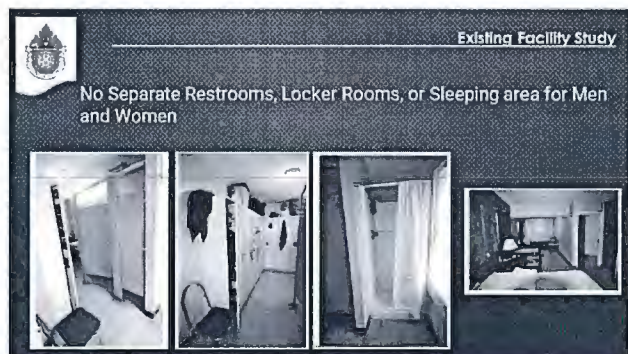 Existing Facility Study
No Separate Restrooms, Locker Rooms, or Sleeping area for Men
and Women